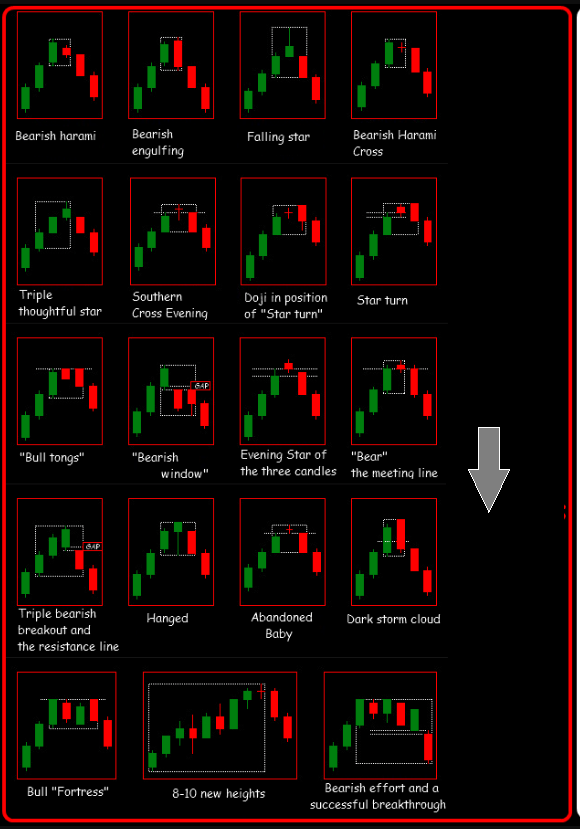 Bearish harami
Bearish
engulfing
Falling star
Bearish Harami
Cross
Triple
thoughtful star
Southern
Cross Evening
Doji in position
of "Star turn"
Star turn
"Bull tongs"
GAP
"Bearish
window"
Evening Star of
the three candles
"Bear"
the meeting line
GAP
Triple bearish
breakout and
the resistance line
Hanged
Abandoned
Baby
Dark storm cloud
Bull "Fortress"
8-10 new heights
Bearish effort and a
successful breakthrough